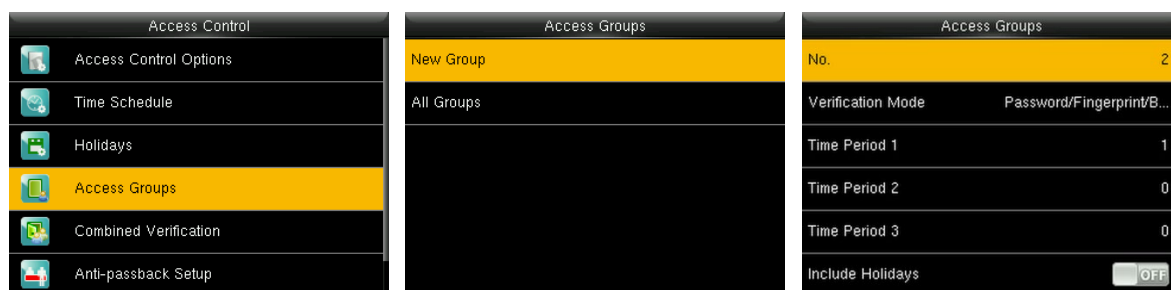 Access Control
Access Control Options
Time Schedule
Holidays
Access Groups
Combined Verification
Anti-passback Setup
Access Groups
New Group
All Groups
Access Groups
No. 2
Verification Mode Password/Fingerprint/B...
Time Period 1 1
Time Period 2 0
Time Period 3 0
Include Holidays OFF